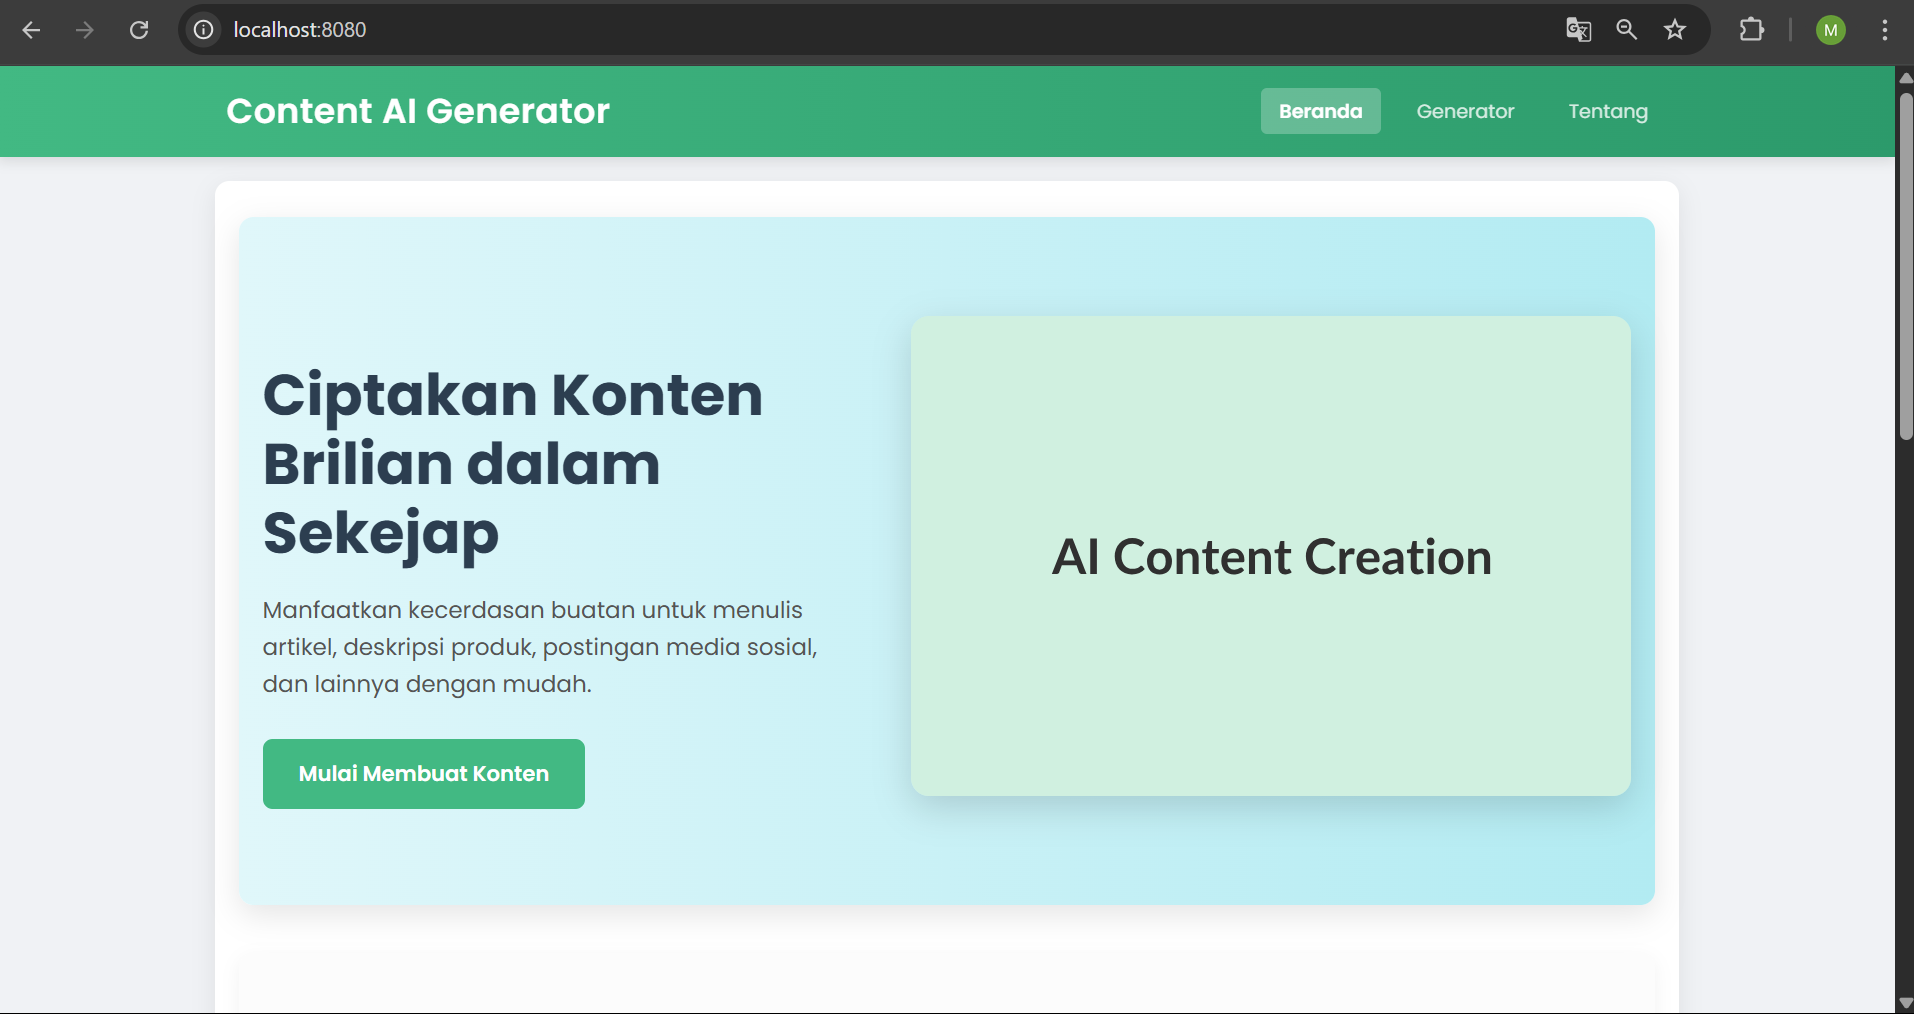 localhost:8080
M
Content AI Generator
Beranda
Generator
Tentang
Ciptakan Konten
Brilian dalam
Sekejap
Manfaatkan kecerdasan buatan untuk menulis
artikel, deskripsi produk, postingan media sosial,
dan lainnya dengan mudah.
Mulai Membuat Konten
AI Content Creation